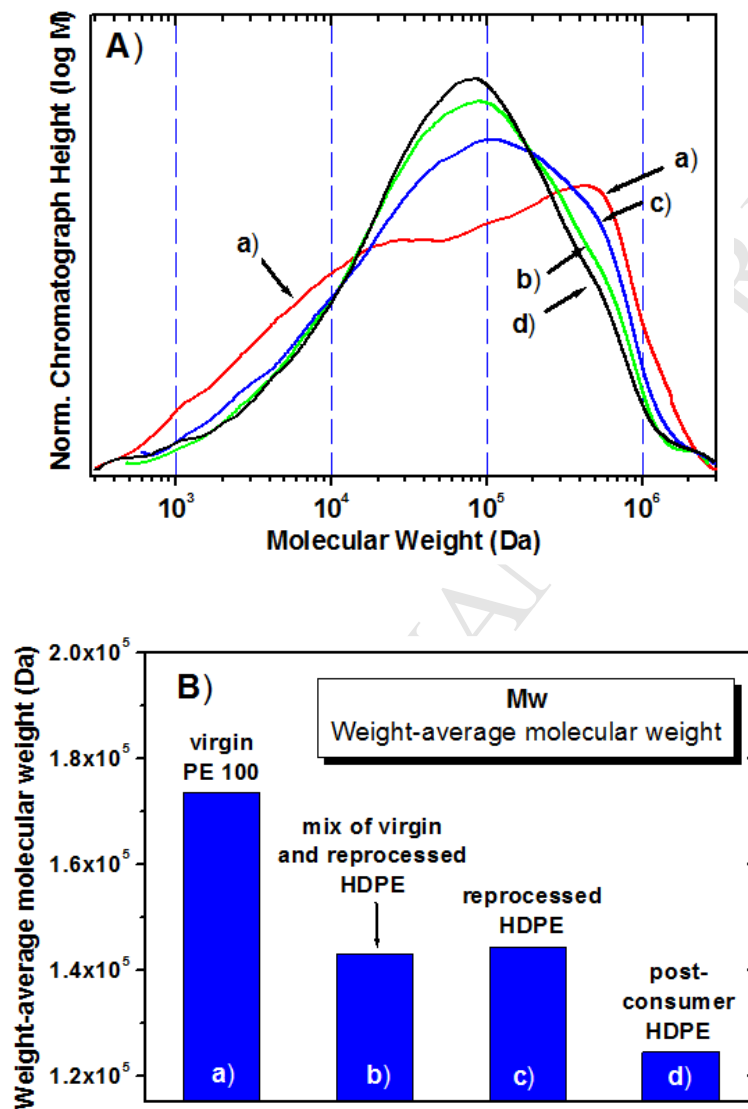 A)
Norm. Chromatograph Height (log M)
a)
a)
c)
b)
d)
10³
10⁴
10⁵
10⁶
Molecular Weight (Da)
B)
Mw
Weight-average molecular weight
Weight-average molecular weight (Da)
2.0x10⁵
1.8x10⁵
1.6x10⁵
1.4x10⁵
1.2x10⁵
virgin
PE 100
mix of virgin
and reprocessed
HDPE
reprocessed
HDPE
post-
consumer
HDPE
a)
b)
c)
d)